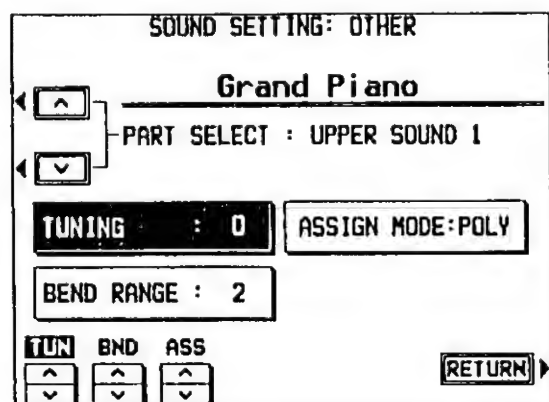 SOUND SETTING: OTHER
Grand Piano
PART SELECT : UPPER SOUND 1
TUNING : 0 ASSIGN MODE:POLY
BEND RANGE : 2
TUN BND ASS
RETURN